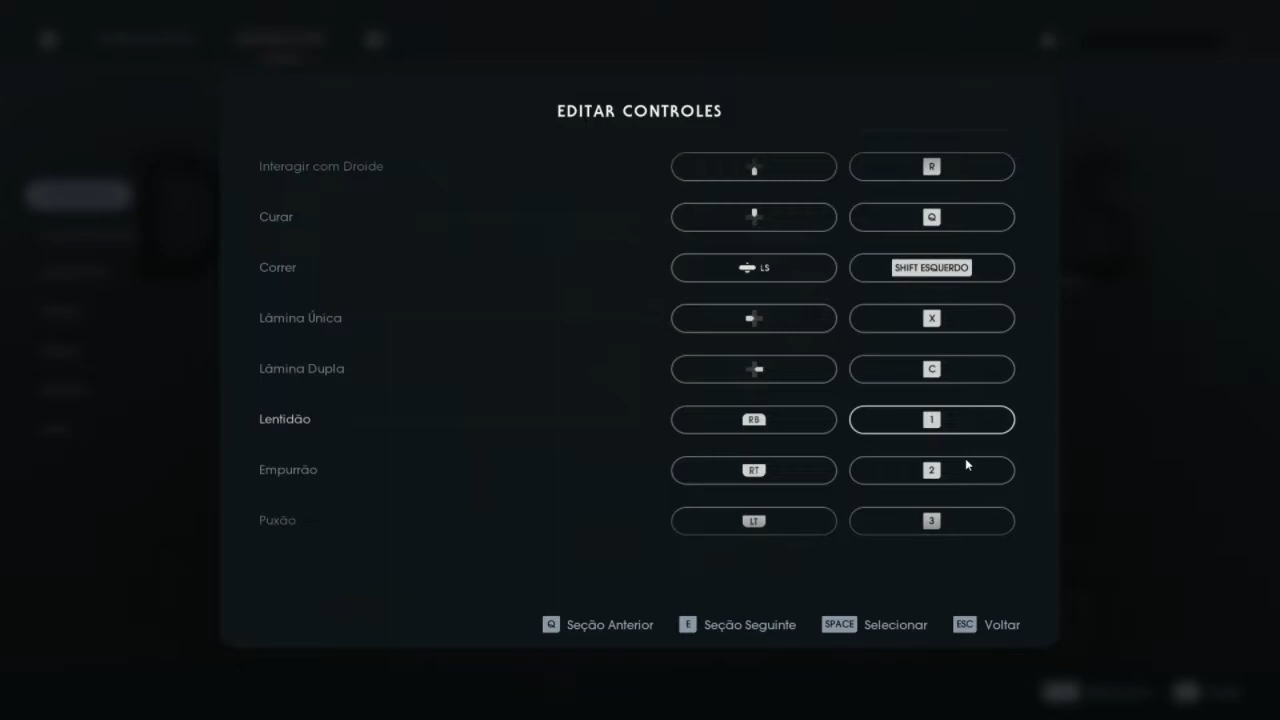 EDITAR CONTROLES
Interagir com Droide R
Curar Q
Correr LS SHIFT ESQUERDO
Lâmina Única X
Lâmina Dupla C
Lentidão RB 1
Empurrão RT 2
Puxão LT 3
Q Seção Anterior E Seção Seguinte SPACE Selecionar ESC Voltar